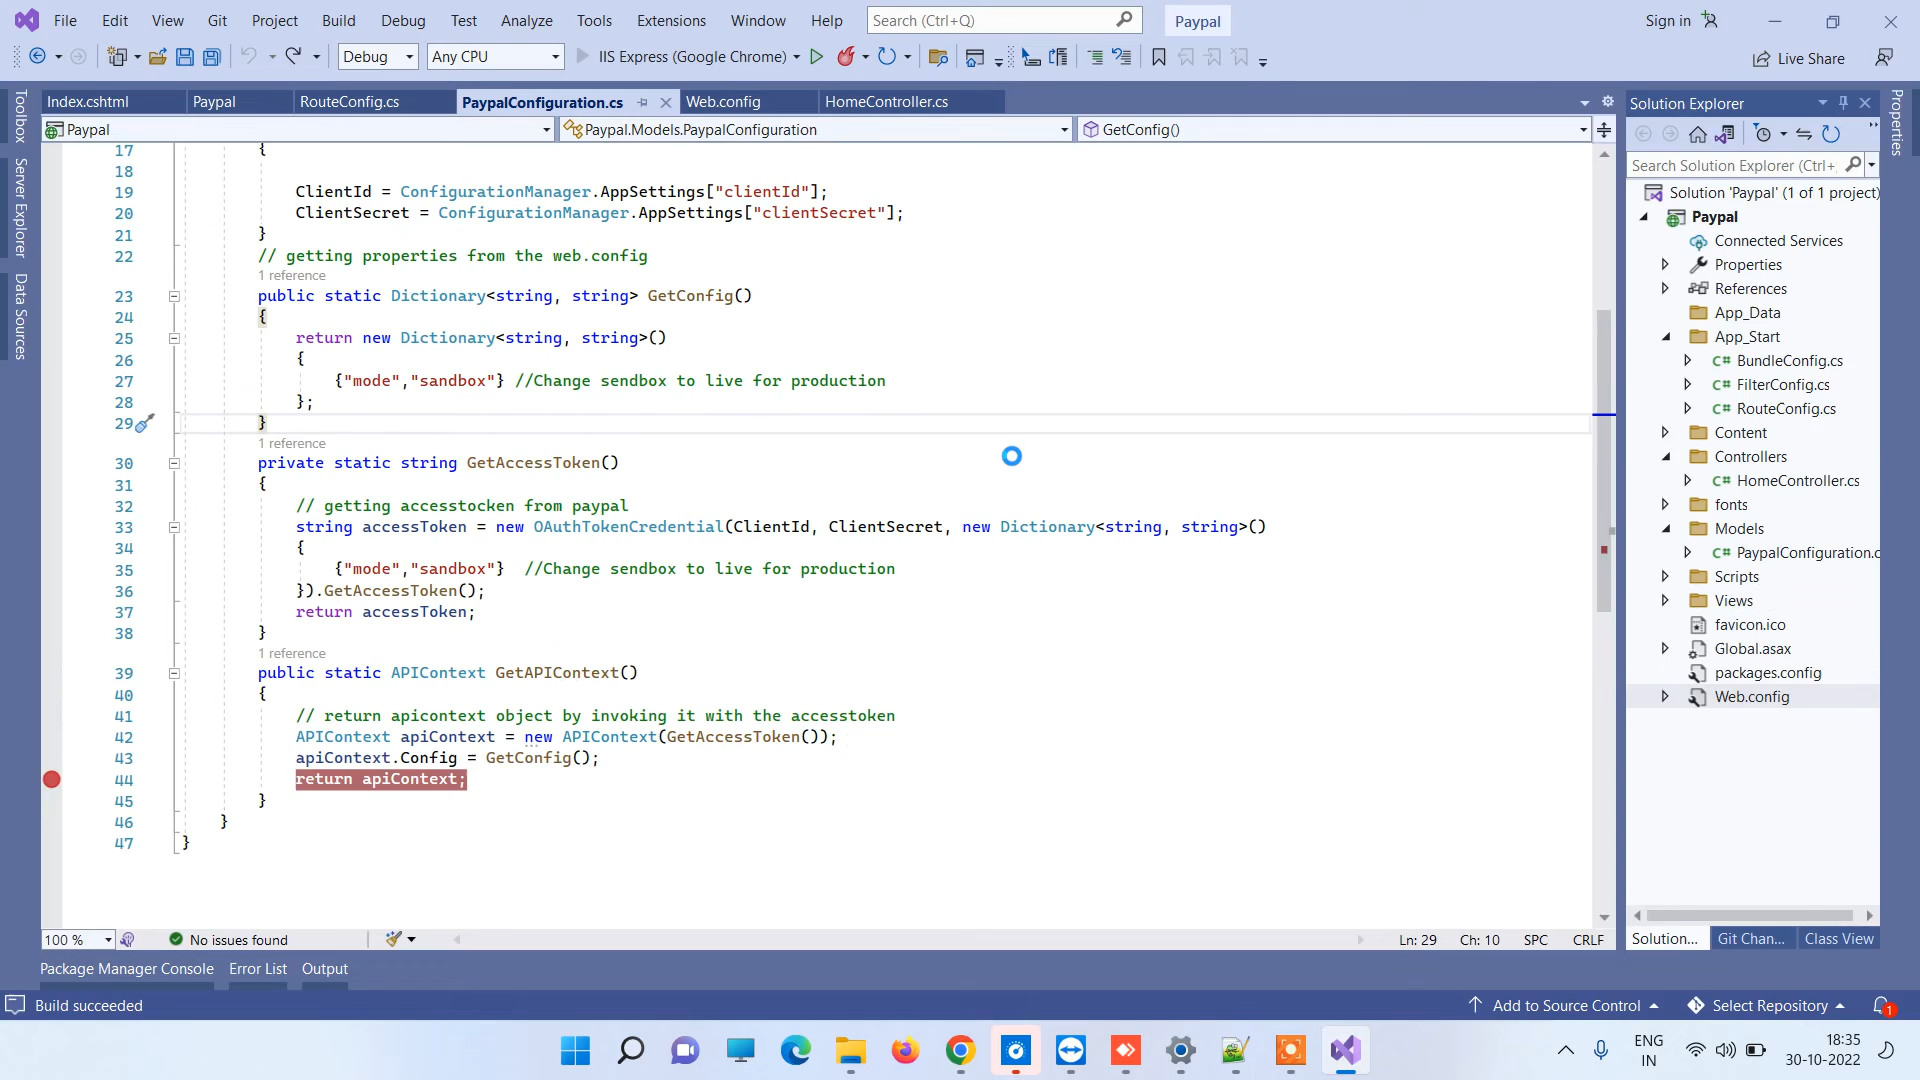 File Edit View Git Project Build Debug Test Analyze Tools Extensions Window Help Search (Ctrl+Q) Paypal Sign in
Debug Any CPU IIS Express (Google Chrome) Live Share
Index.cshtml Paypal RouteConfig.cs PaypalConfiguration.cs Web.config HomeController.cs
Paypal Paypal.Models.PaypalConfiguration GetConfig()
Toolbox
Server Explorer
Data Sources
17 {
18
19 ClientId = ConfigurationManager.AppSettings["clientId"];
20 ClientSecret = ConfigurationManager.AppSettings["clientSecret"];
21 }
22 // getting properties from the web.config
1 reference
23 public static Dictionary<string, string> GetConfig()
24 {
25 return new Dictionary<string, string>()
26 {
27 {"mode","sandbox"} //Change sendbox to live for production
28 };
29 }
1 reference
30 private static string GetAccessToken()
31 {
32 // getting accesstocken from paypal
33 string accessToken = new OAuthTokenCredential(ClientId, ClientSecret, new Dictionary<string, string>()
34 {
35 {"mode","sandbox"} //Change sendbox to live for production
36 }).GetAccessToken();
37 return accessToken;
38 }
1 reference
39 public static APIContext GetAPIContext()
40 {
41 // return apicontext object by invoking it with the accesstoken
42 APIContext apiContext = new APIContext(GetAccessToken());
43 apiContext.Config = GetConfig();
44 return apiContext;
45 }
46 }
47 }
100 % No issues found Ln: 29 Ch: 10 SPC CRLF
Solution Explorer
Search Solution Explorer (Ctrl+
Solution 'Paypal' (1 of 1 project)
Paypal
Connected Services
Properties
References
App_Data
App_Start
C# BundleConfig.cs
C# FilterConfig.cs
C# RouteConfig.cs
Content
Controllers
C# HomeController.cs
fonts
Models
C# PaypalConfiguration.c
Scripts
Views
favicon.ico
Global.asax
packages.config
Web.config
Solution... Git Chan... Class View
Properties
Package Manager Console Error List Output
Build succeeded Add to Source Control Select Repository 1
ENG
IN
18:35
30-10-2022